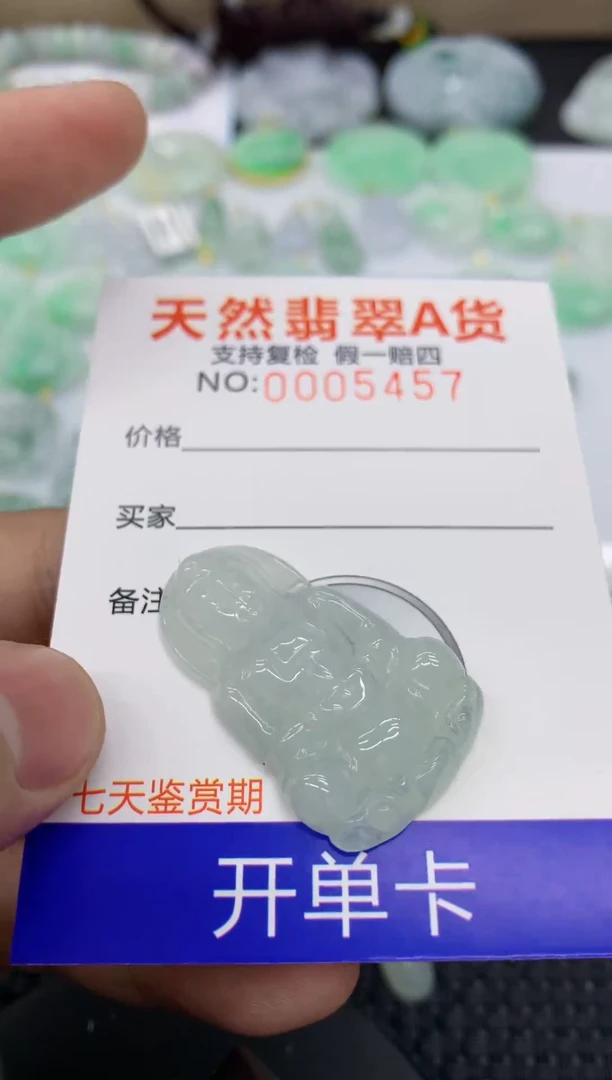 天然翡翠A货
支持复检 假一赔四
NO:0005457
价格
买家
备注
七天鉴赏期
开单卡